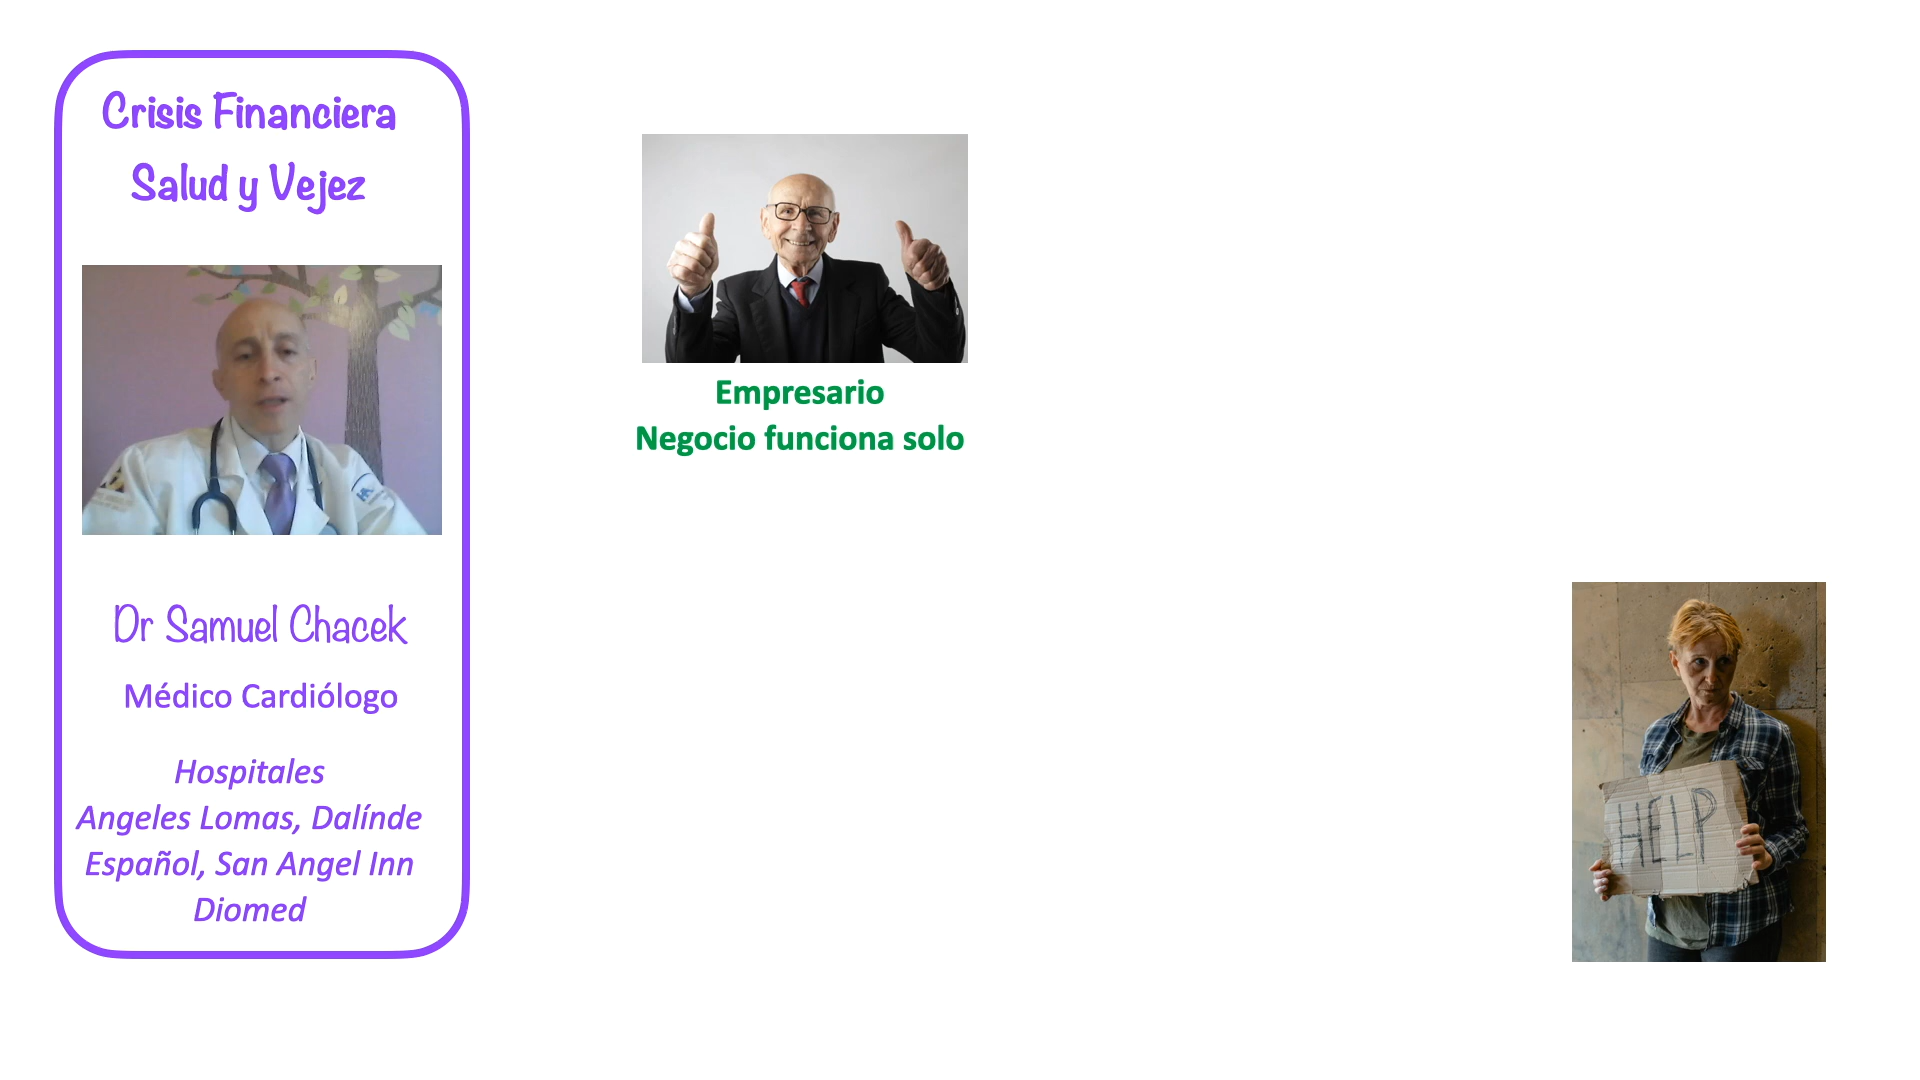 Crisis Financiera
Salud y Vejez
Dr Samuel Chacek
Médico Cardiólogo
Hospitales
Angeles Lomas, Dalínde
Español, San Angel Inn
Diomed
Empresario
Negocio funciona solo
HELP